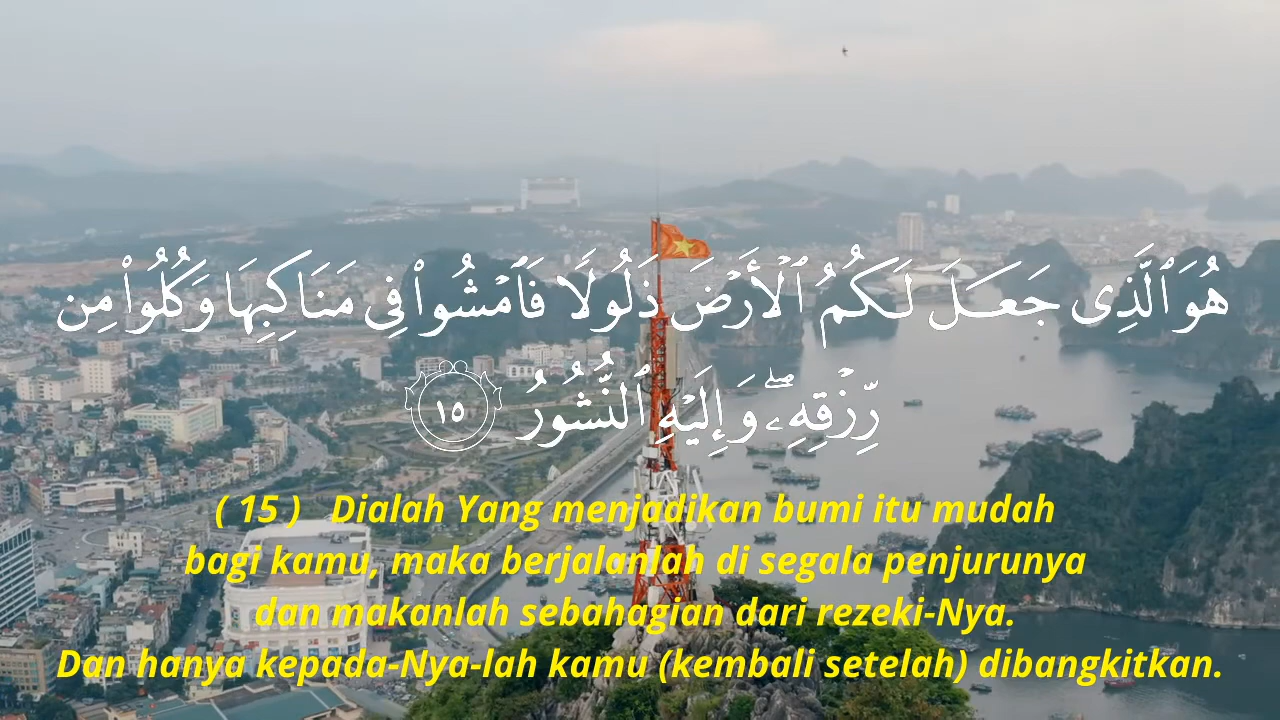 هُوَ ٱلَّذِى جَعَلَ لَكُمُ ٱلْأَرْضَ ذَلُولًا فَٱمْشُوا۟ فِى مَنَاكِبِهَا وَكُلُوا۟ مِن
رِّزْقِهِۦ ۖ وَإِلَيْهِ ٱلنُّشُورُ ١٥
( 15 ) Dialah Yang menjadikan bumi itu mudah
bagi kamu, maka berjalanlah di segala penjurunya
dan makanlah sebahagian dari rezeki-Nya.
Dan hanya kepada-Nya-lah kamu (kembali setelah) dibangkitkan.